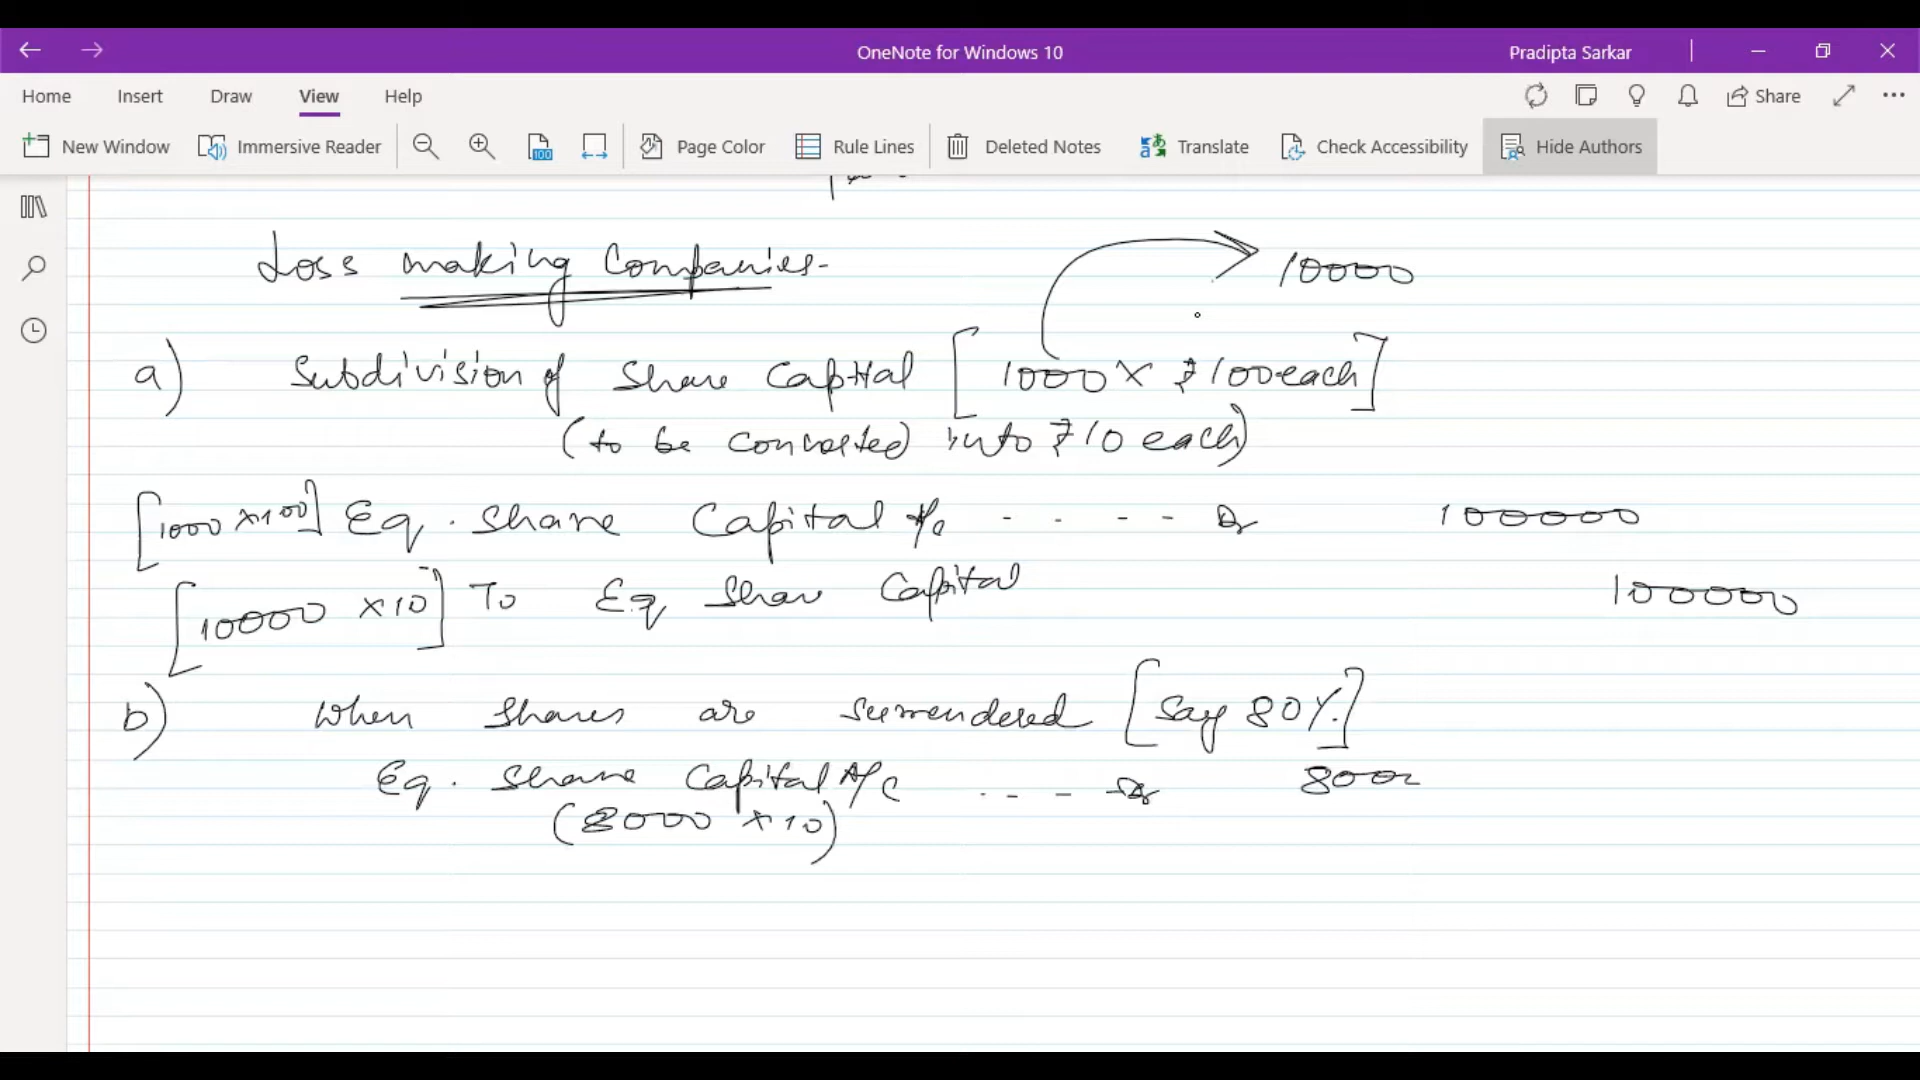 OneNote for Windows 10
Pradipta Sarkar
Home Insert Draw View Help
Share
New Window Immersive Reader Page Color Rule Lines Deleted Notes Translate Check Accessibility Hide Authors
Loss making Companies-
10000
a) Subdivision of Share Capital [1000 X ₹100 each]
(to be converted into ₹10 each)
[1000 x100] Eq. Share Capital A/c - - - - Dr 100000
[10000 x10] To Eq Share Capital 100000
b) When shares are surrendered [Say 80%.]
Eq. Share Capital A/c - - - Dr 8000
(8000 x 10)